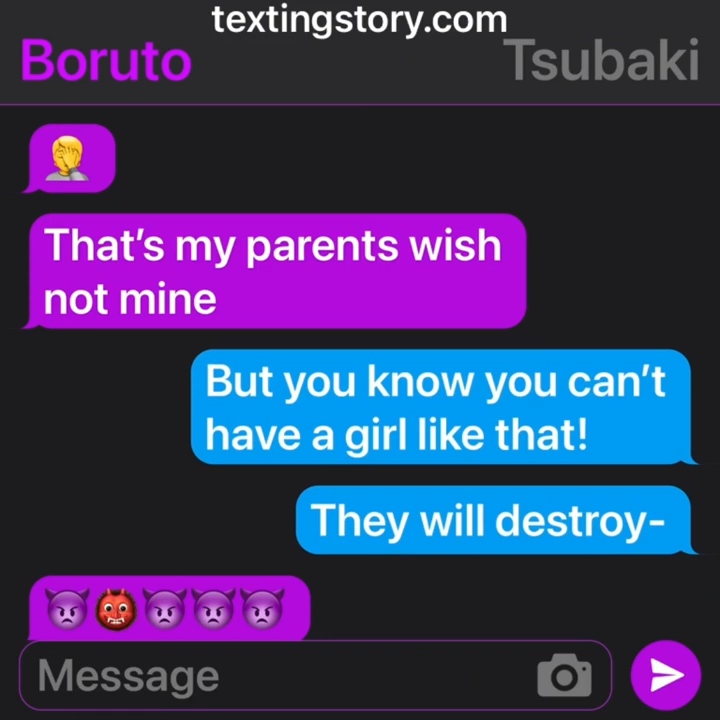 textingstory.com
Boruto
Tsubaki
🤦
That's my parents wish
not mine
But you know you can't
have a girl like that!
They will destroy-
👿👹👿👿👿
Message